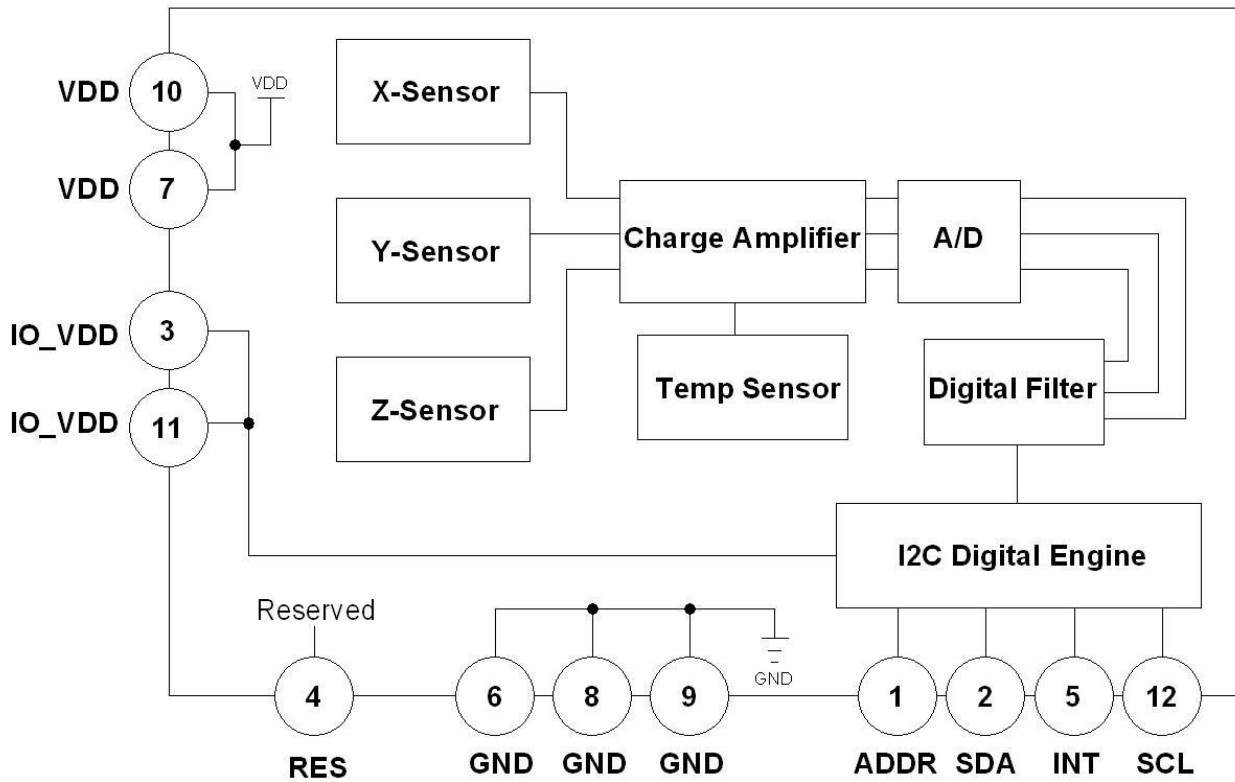 VDD
10
VDD
VDD
7
IO_VDD
3
IO_VDD
11
X-Sensor
Y-Sensor
Z-Sensor
Charge Amplifier
A/D
Temp Sensor
Digital Filter
I2C Digital Engine
Reserved
GND
4
6
8
9
1
2
5
12
RES
GND
GND
GND
ADDR
SDA
INT
SCL